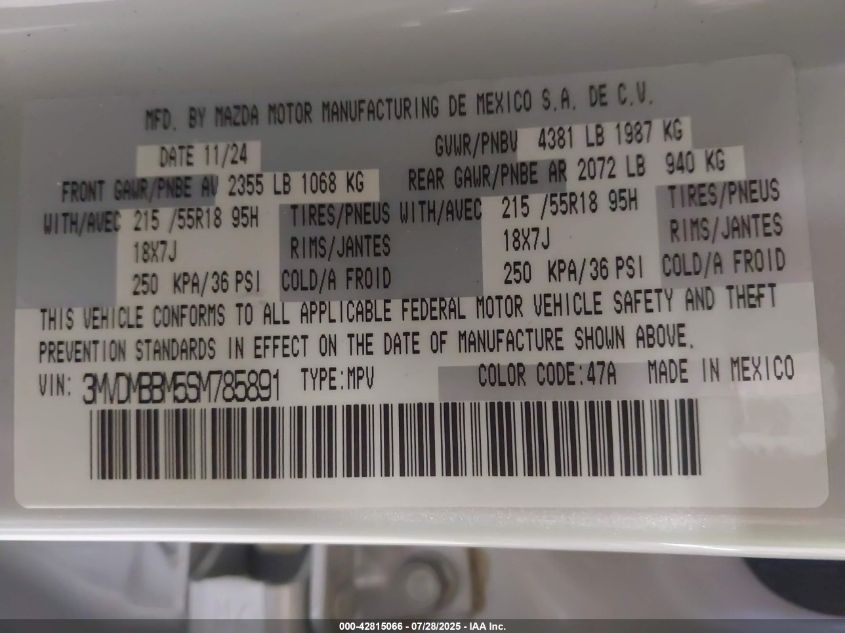 MFD. BY MAZDA MOTOR MANUFACTURING DE MEXICO S.A. DE C.V.
DATE 11/24 GVWR/PNBV 4381 LB 1987 KG
FRONT GAWR/PNBE AV 2355 LB 1068 KG REAR GAWR/PNBE AR 2072 LB 940 KG
WITH/AVEC 215 /55R18 95H TIRES/PNEUS WITH/AVEC 215 /55R18 95H TIRES/PNEUS
18X7J RIMS/JANTES 18X7J RIMS/JANTES
250 KPA/36 PSI COLD/A FROID 250 KPA/36 PSI COLD/A FROID
THIS VEHICLE CONFORMS TO ALL APPLICABLE FEDERAL MOTOR VEHICLE SAFETY AND THEFT
PREVENTION STANDARDS IN EFFECT ON THE DATE OF MANUFACTURE SHOWN ABOVE.
VIN: 3MVDMBBM5SM785891 TYPE:MPV COLOR CODE:47A MADE IN MEXICO
000-42815066 - 07/28/2025 - IAA Inc.